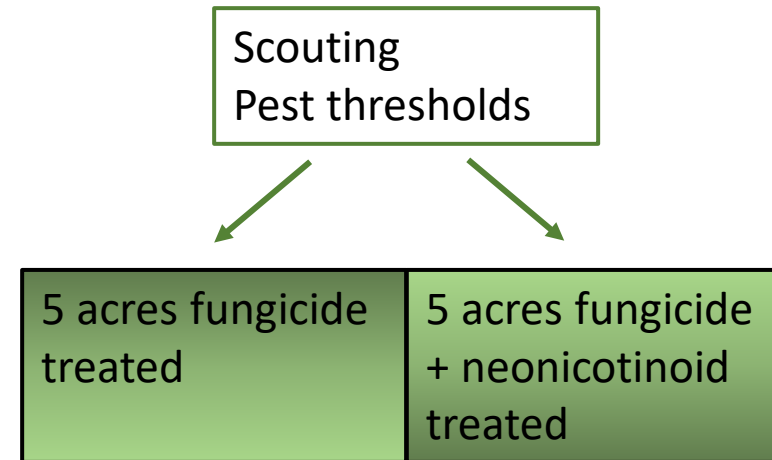 Scouting
Pest thresholds
5 acres fungicide
treated
5 acres fungicide
+ neonicotinoid
treated